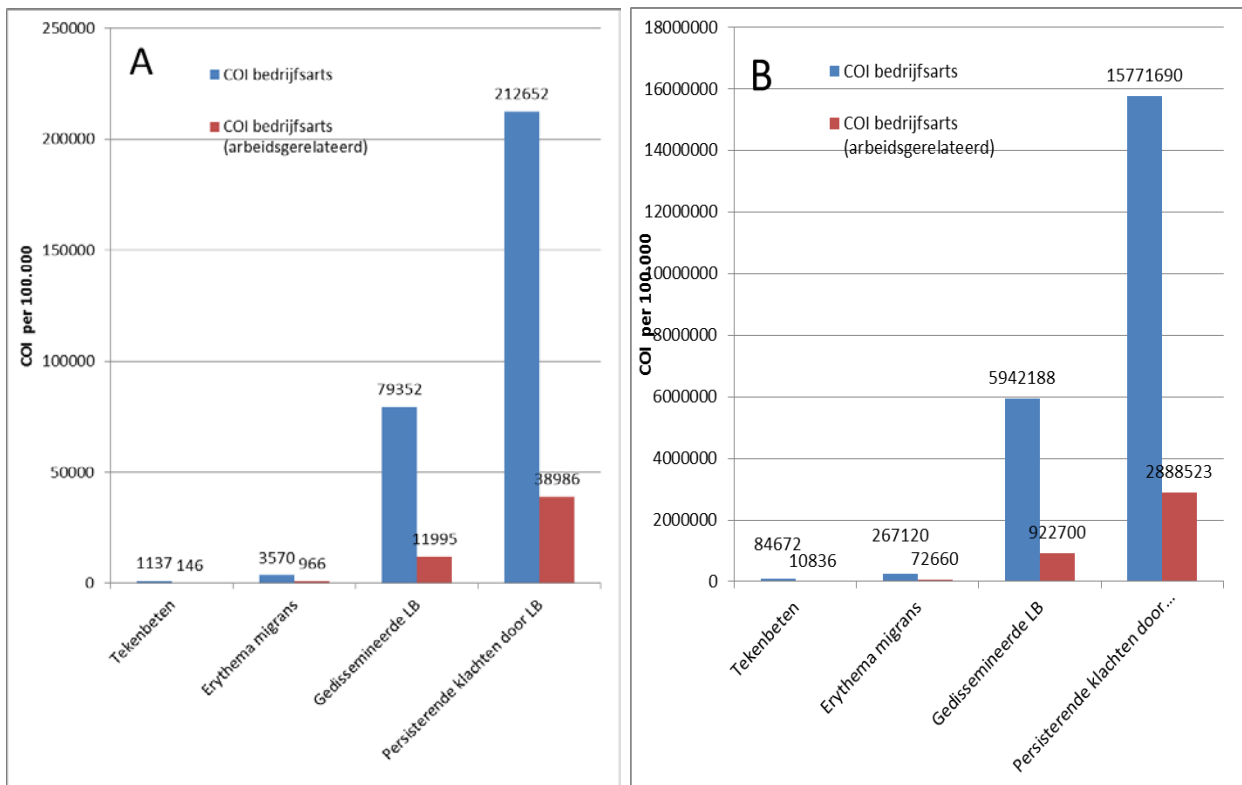 A
COI bedrijfsarts
COI bedrijfsarts
(arbeidsgerelateerd)
COI per 100.000
250000
200000
150000
100000
50000
0
1137
146
3570
966
79352
11995
212652
38986
Tekenbeten
Erythema migrans
Gedissemineerde LB
Persisterende klachten door LB
B
COI bedrijfsarts
COI bedrijfsarts
(arbeidsgerelateerd)
COI per 100.000
18000000
16000000
14000000
12000000
10000000
8000000
6000000
4000000
2000000
0
84672
10836
267120
72660
5942188
922700
15771690
2888523
Tekenbeten
Erythema migrans
Gedissemineerde LB
Persisterende klachten door...